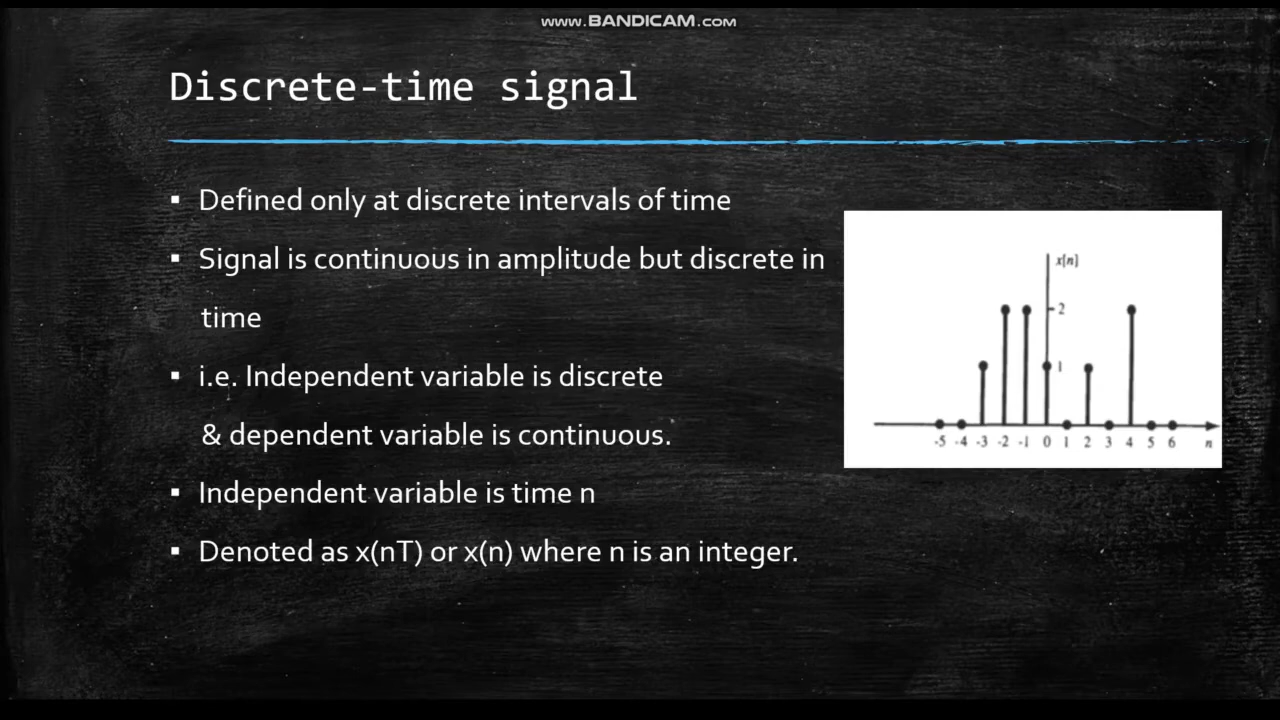 www.BANDICAM.com
Discrete-time signal
▪ Defined only at discrete intervals of time
▪ Signal is continuous in amplitude but discrete in
time
▪ i.e. Independent variable is discrete
& dependent variable is continuous.
▪ Independent variable is time n
▪ Denoted as x(nT) or x(n) where n is an integer.
x[n]
2
1
-5 -4 -3 -2 -1 0 1 2 3 4 5 6 n